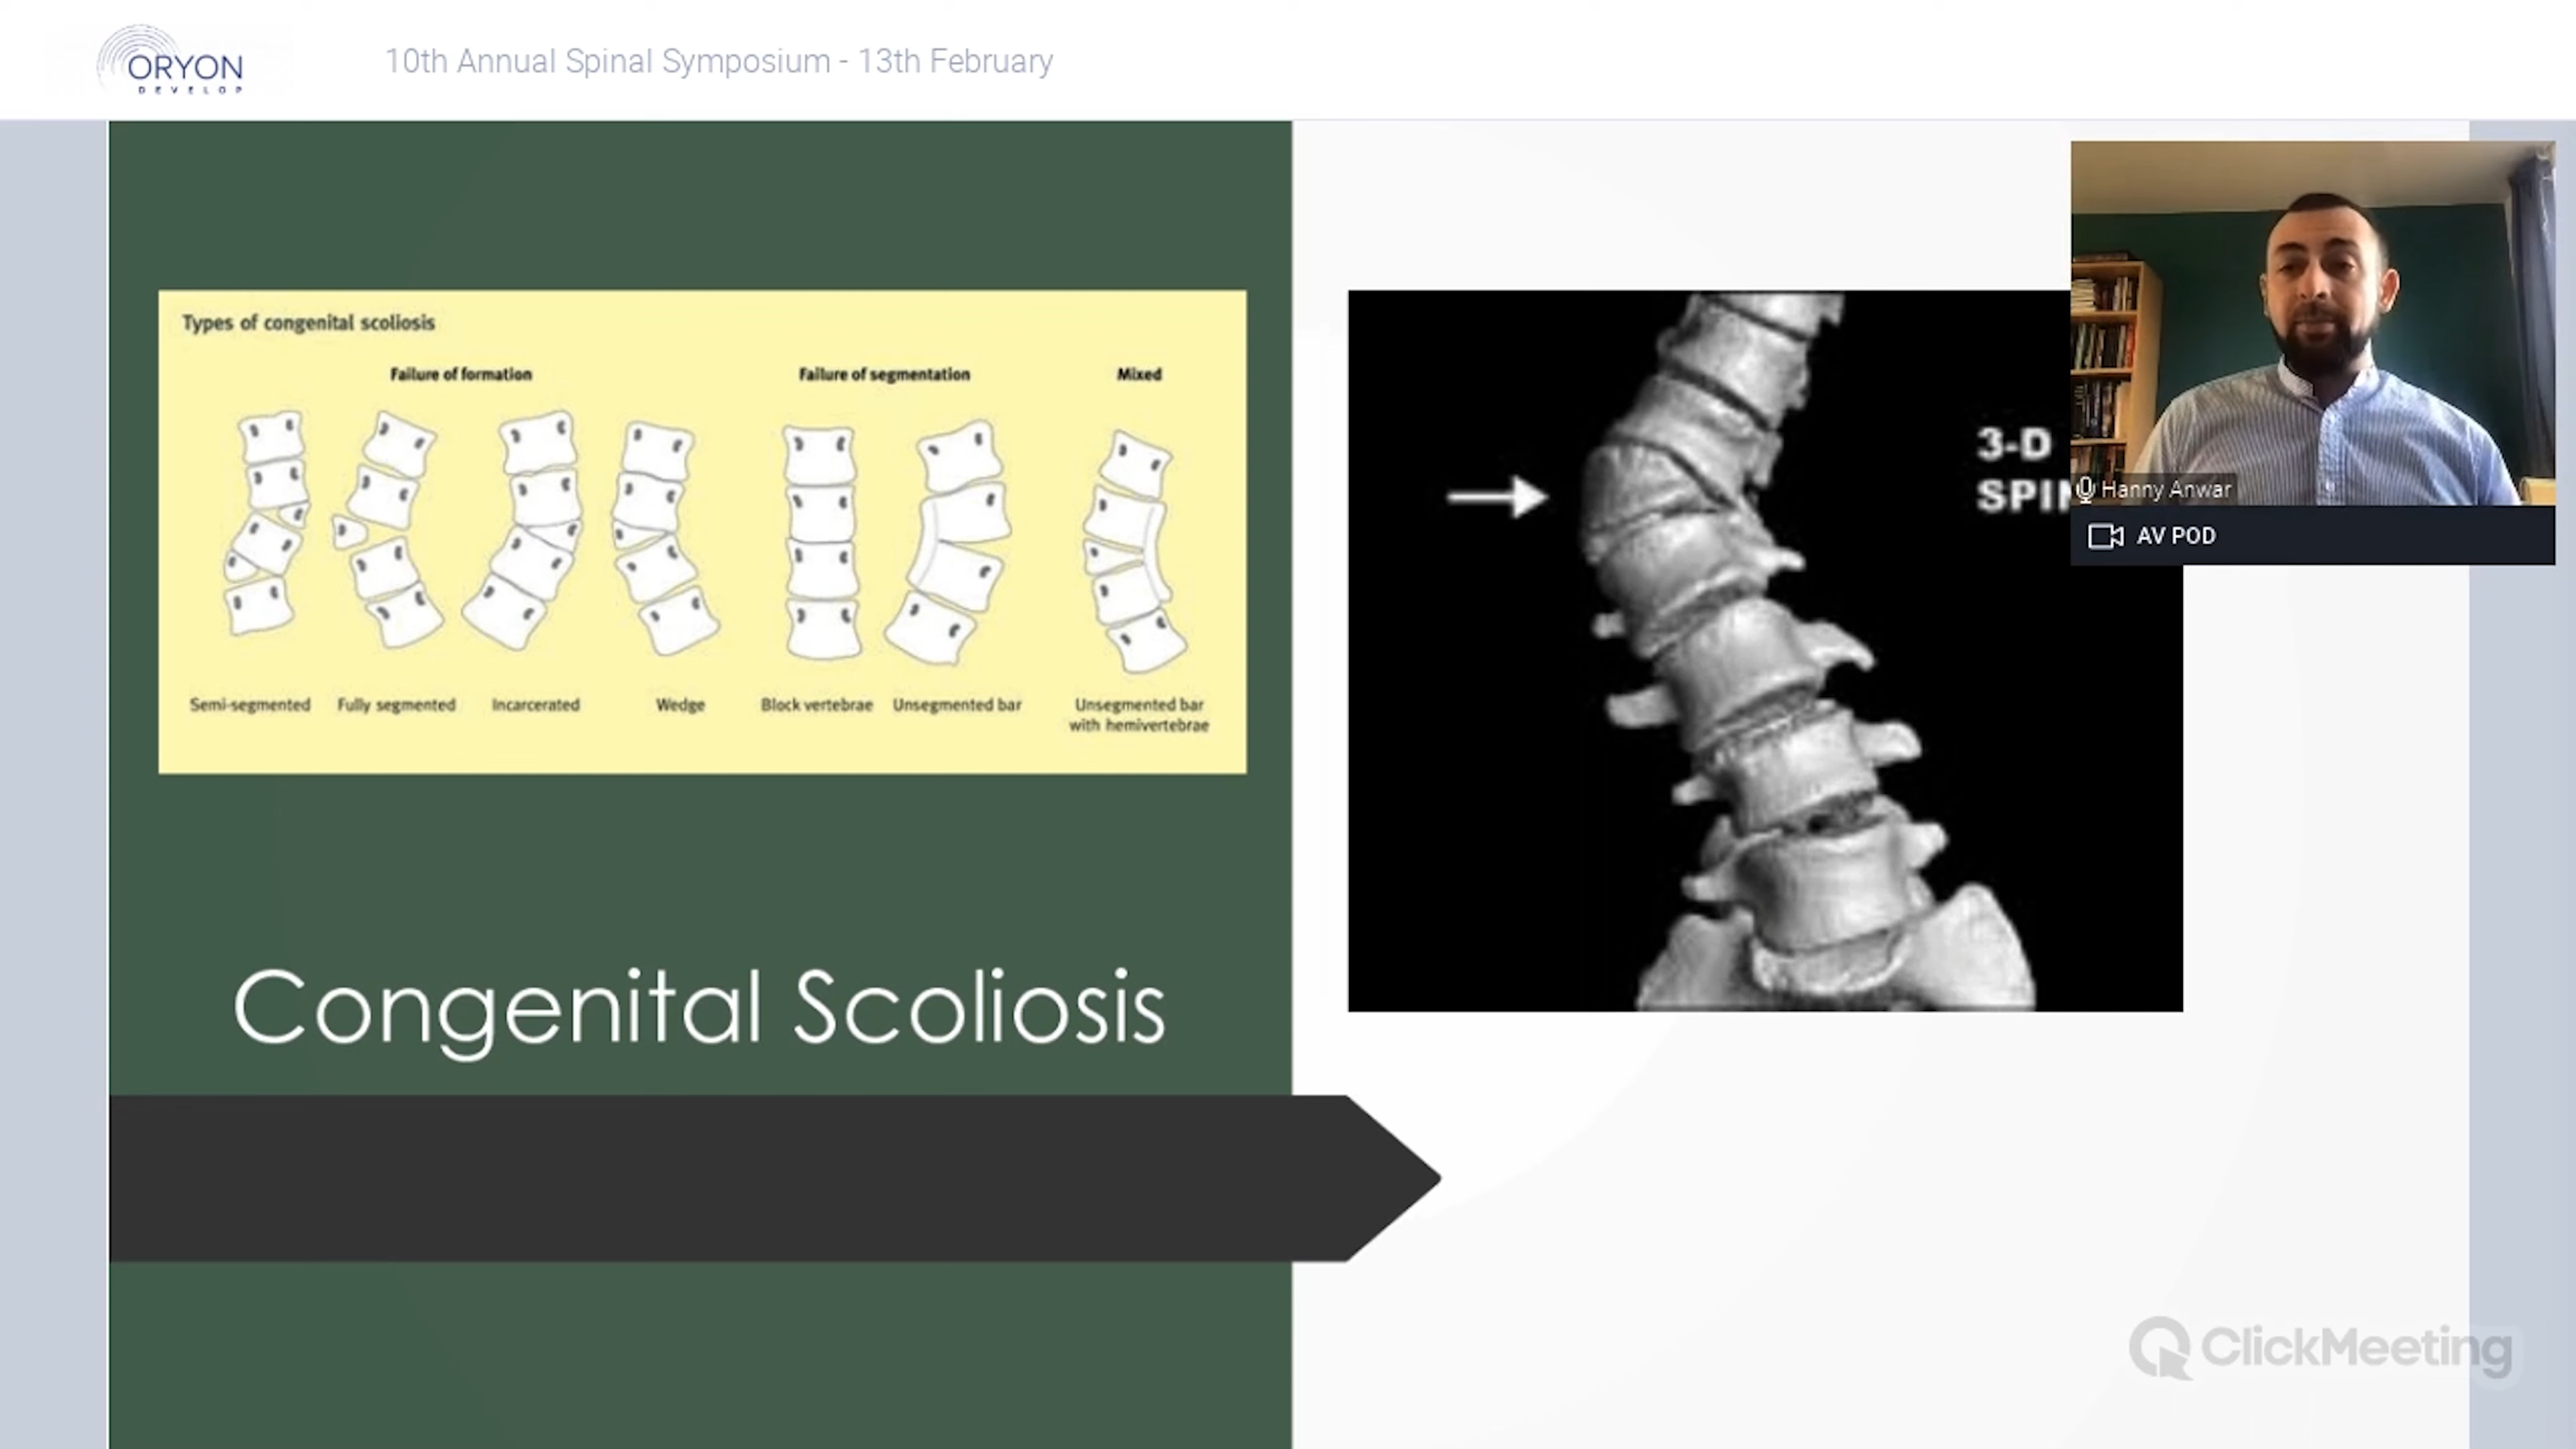 ORYON
DEVELOP
10th Annual Spinal Symposium - 13th February
Types of congenital scoliosis
Failure of formation
Failure of segmentation
Mixed
Semi-segmented
Fully segmented
Incarcerated
Wedge
Block vertebrae
Unsegmented bar
Unsegmented bar
with hemivertebrae
3-D
Hanny Anwar
AV POD
Congenital Scoliosis
ClickMeeting